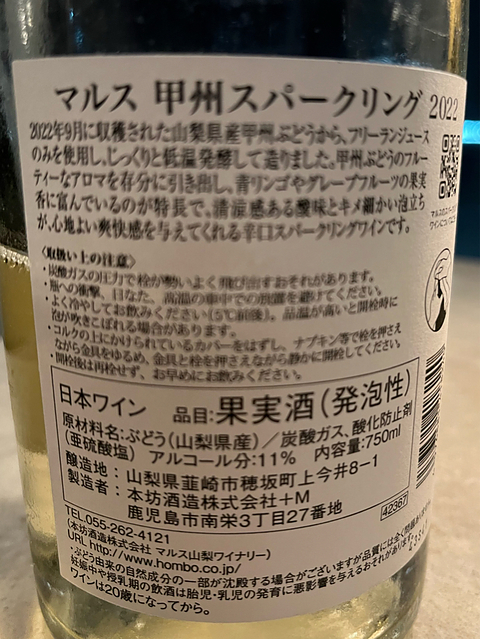 マルス 甲州スパークリング 2022
2022年9月に収穫された山梨県産甲州ぶどうから、フリーランジュース
のみを使用し、じっくりと低温発酵して造りました。甲州ぶどうのフルー
ティーなアロマを存分に引き出し、青リンゴやグレープフルーツの果実
香に富んでいるのが特長で、清涼感ある酸味とキメ細かい泡立ち
が、心地よい爽快感を与えてくれる辛口スパークリングワインです。
〈取扱い上の注意〉
・炭酸ガスの圧力で栓が勢いよく飛び出すおそれがあります。
・瓶への衝撃、日なた、高温の車中での放置を避けてください。
・よく冷やしてお飲みください(5℃前後)。品温が高いと開栓時に
泡が吹きこぼれる場合があります。
・コルクの上にかけられているカバーをはずし、ナプキン等で栓を押さえ
ながら金具をゆるめ、金具と栓を押さえながら静かに開栓してください。
・開栓後は再栓せず、お早めにお飲みください。
日本ワイン 品目:果実酒(発泡性)
原材料名:ぶどう(山梨県産)/炭酸ガス、酸化防止剤
(亜硫酸塩) アルコール分:11% 内容量:750ml
醸造地:山梨県韮崎市穂坂町上今井8-1
製造者:本坊酒造株式会社+M
鹿児島市南栄3丁目27番地
42367
TEL.055-262-4121
(本坊酒造株式会社 マルス山梨ワイナリー)
URL http://www.hombo.co.jp/
・ぶどう由来の自然成分の一部が沈殿する場合がございますが品質には全く問題
妊娠中や授乳期の飲酒は胎児・乳児の発育に悪影響を与えるおそれがあります
ワインは20歳になってから。